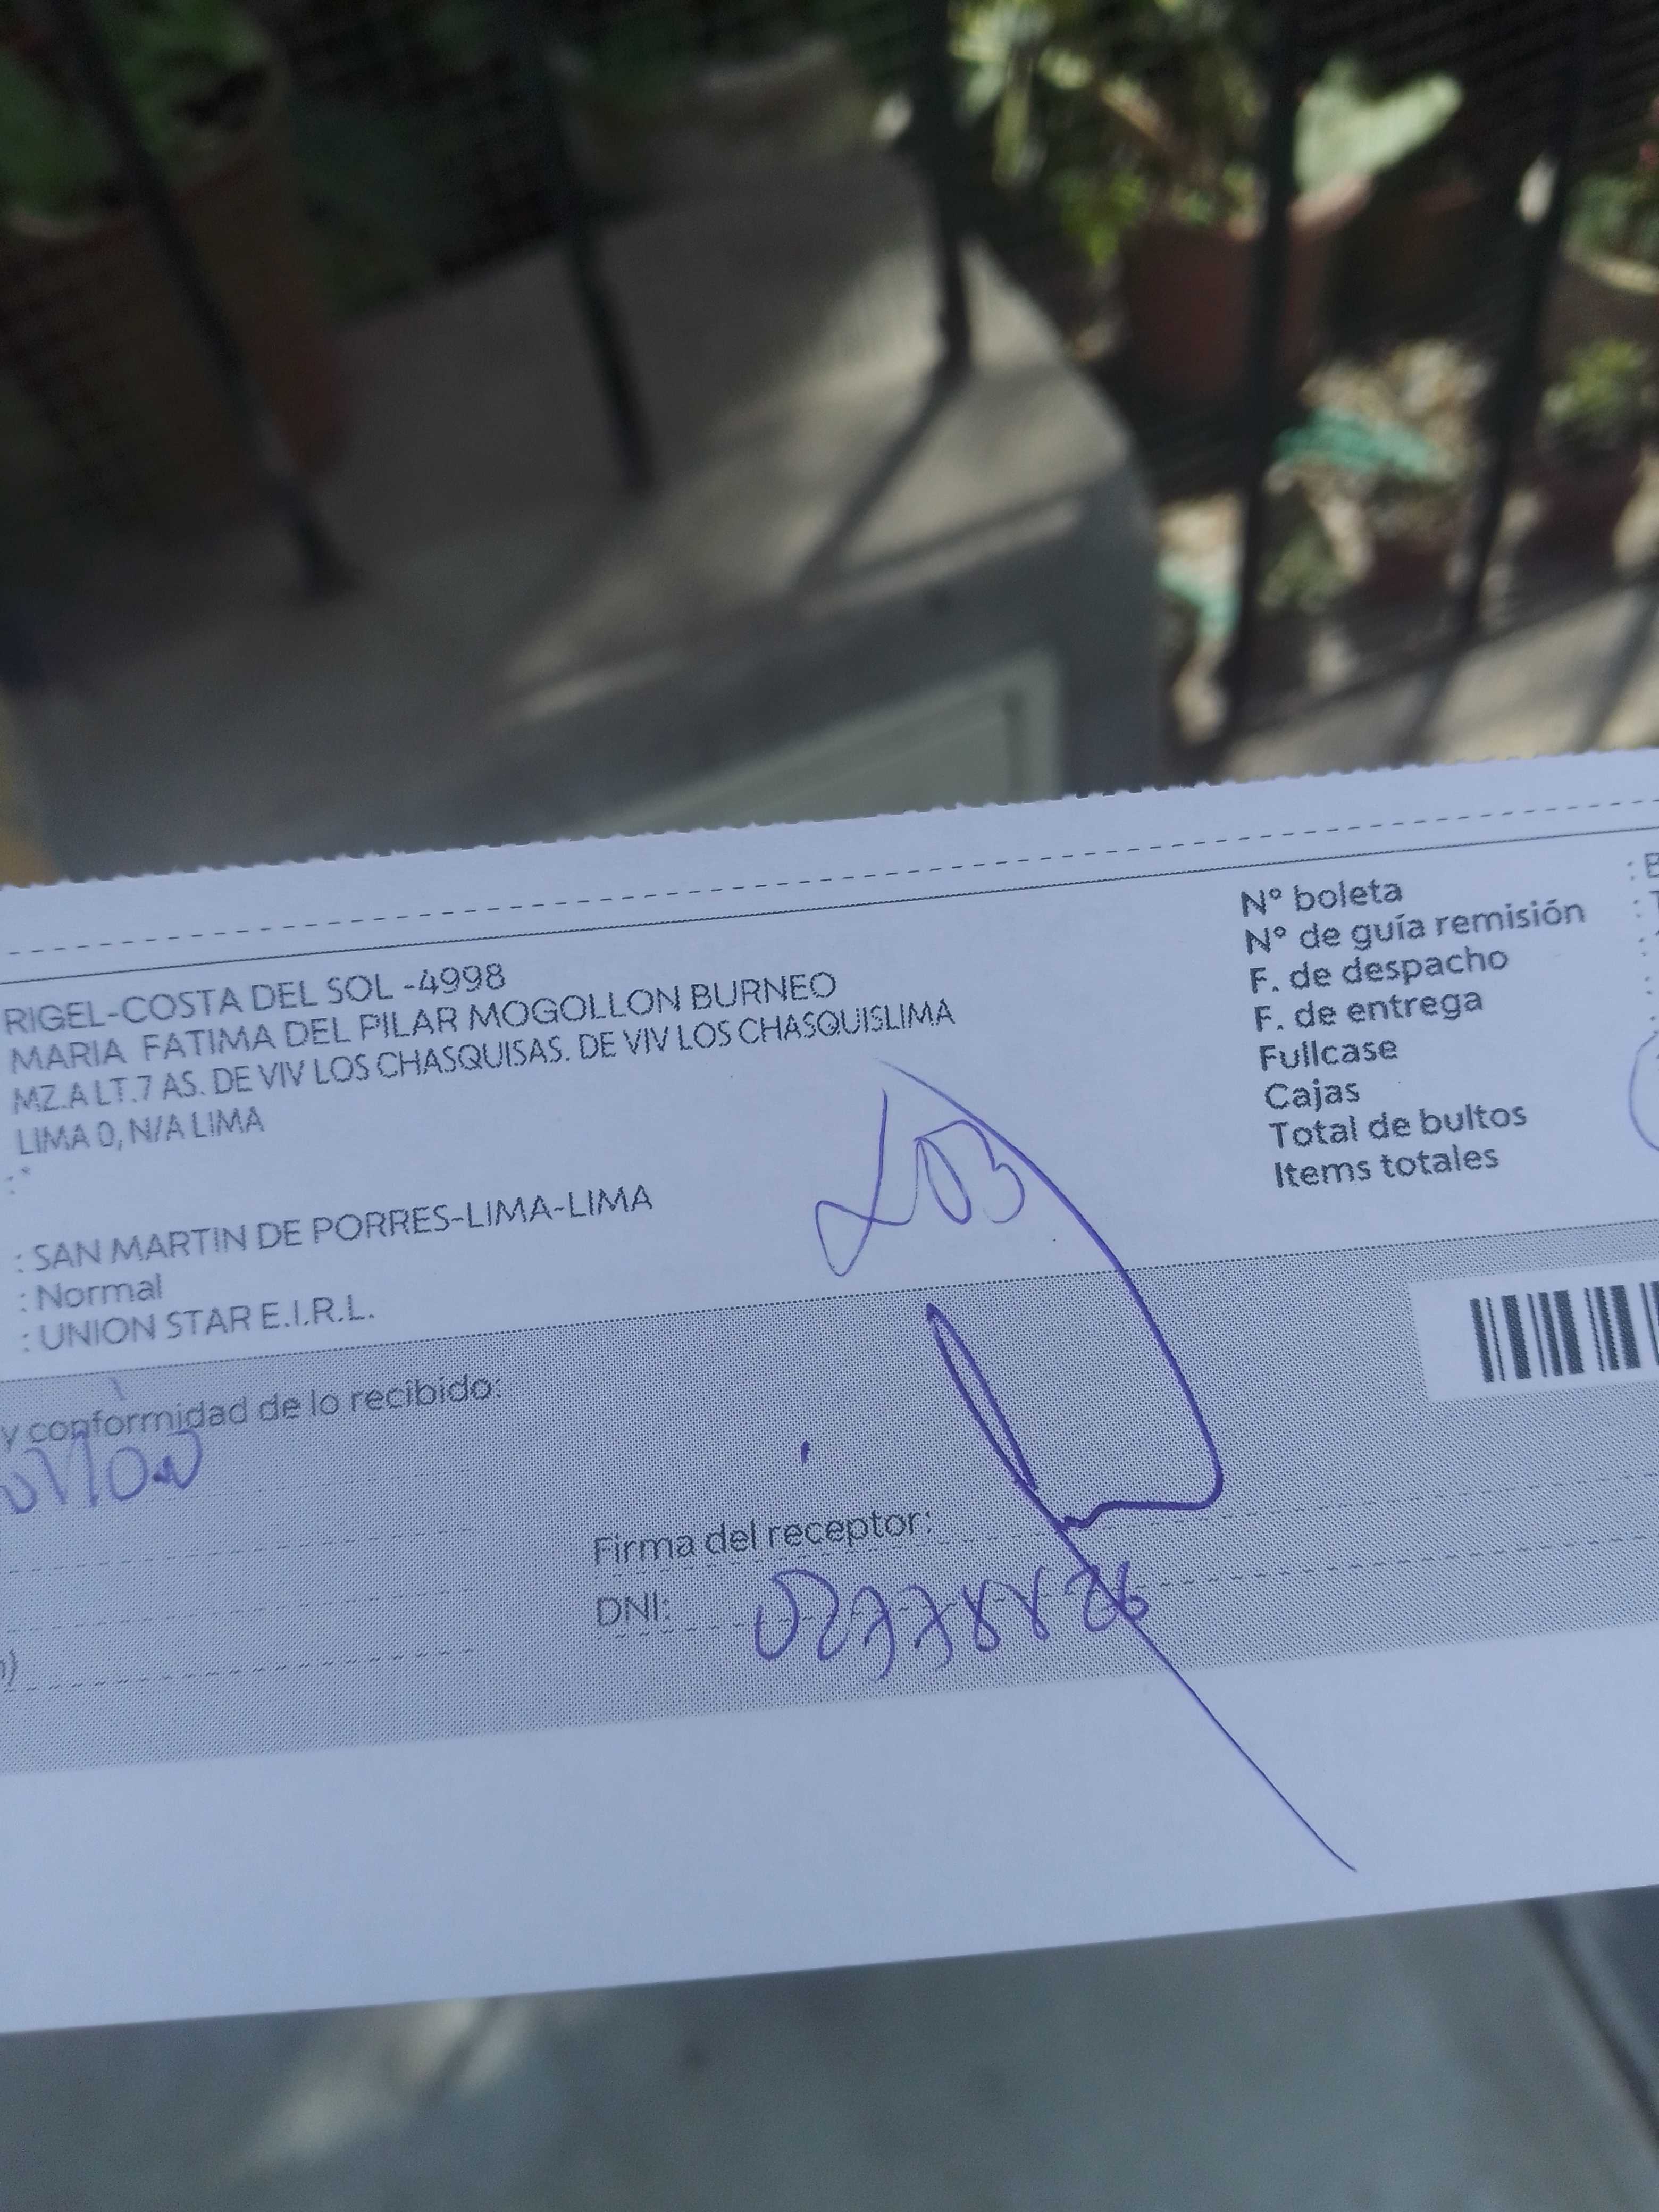 RIGEL-COSTA DEL SOL -4998
MARIA FATIMA DEL PILAR MOGOLLON BURNEO
MZ.A LT.7 AS. DE VIV LOS CHASQUISAS. DE VIV LOS CHASQUISLIMA
LIMA 0, N/A LIMA
: *
: SAN MARTIN DE PORRES-LIMA-LIMA
: Normal
: UNION STAR E.I.R.L.
Nº boleta
Nº de guía remisión
F. de despacho
F. de entrega
Fullcase
Cajas
Total de bultos
Items totales
y conformidad de lo recibido:
Firma del receptor:
DNI: